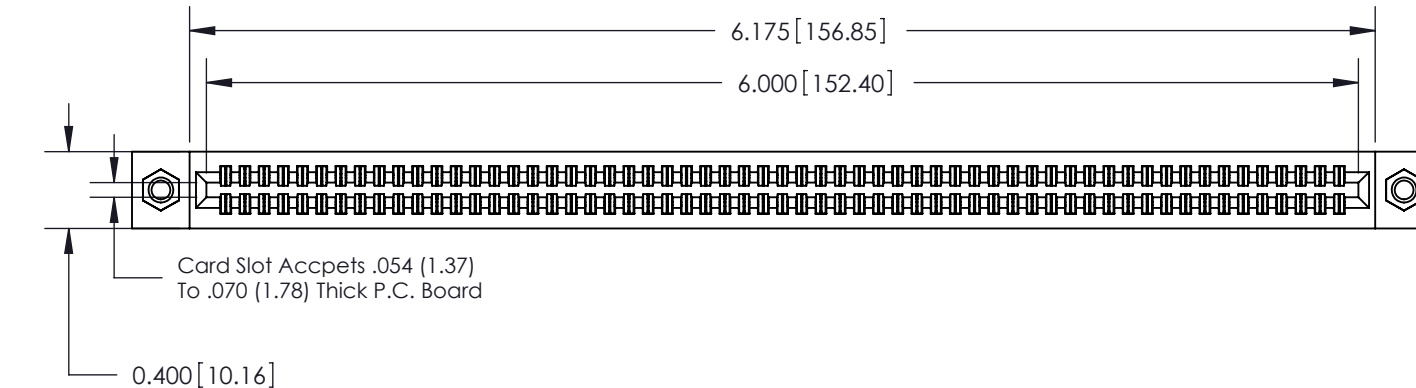 6.175[156.85]
6.000[152.40]
Card Slot Accpets .054 (1.37)
To .070 (1.78) Thick P.C. Board
0.400[10.16]